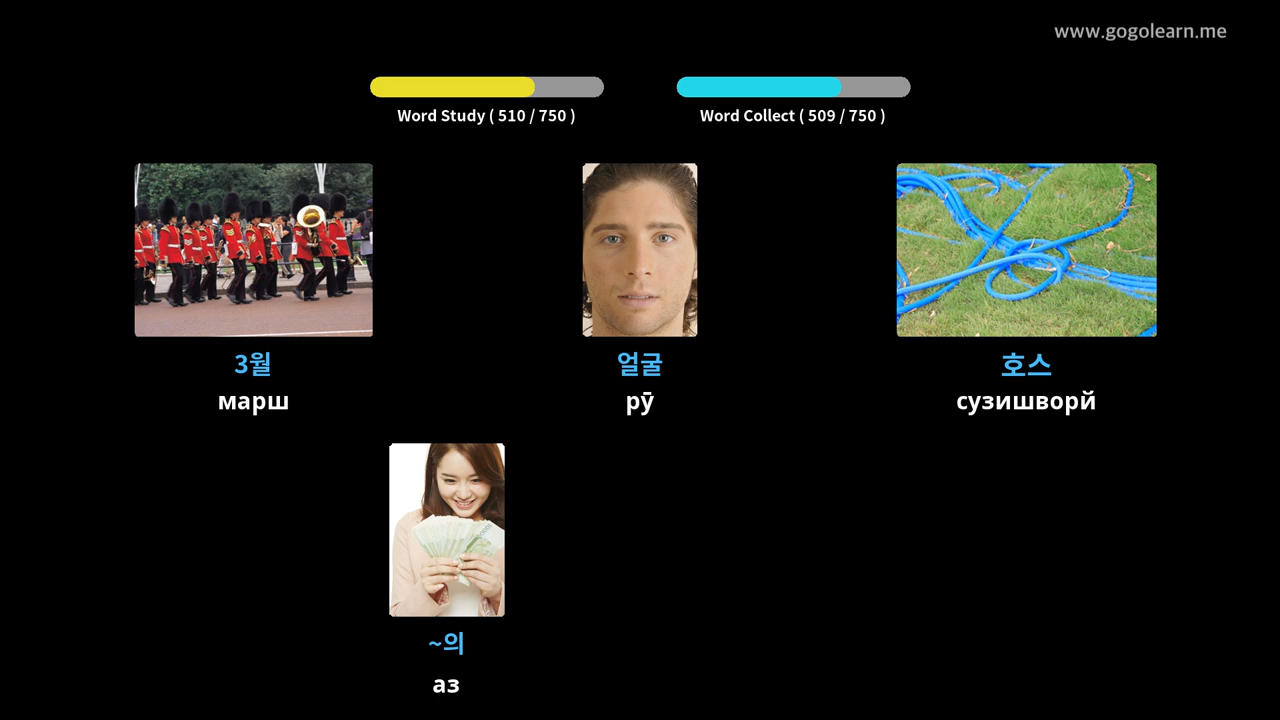 www.gogolearn.me
Word Study ( 510 / 750 )
Word Collect ( 509 / 750 )
3월
марш
얼굴
рӯ
호스
сузишворй
~의
аз